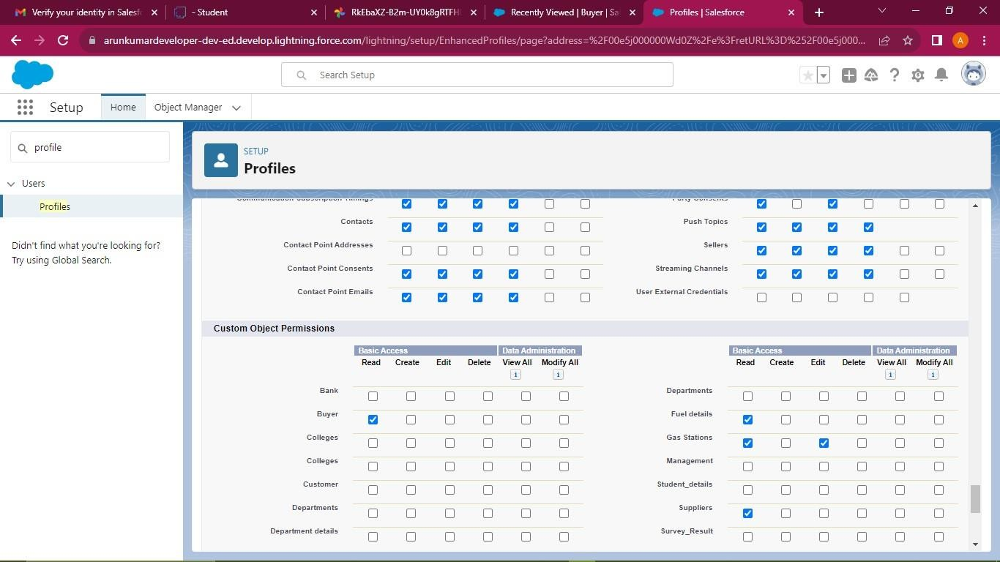 Verify your identity in Salesf
- Student
RkEbaXZ-B2m-UY0k8gRTFH
Recently Viewed | Buyer | Sa
Profiles | Salesforce
arunkumardeveloper-dev-ed.develop.lightning.force.com/lightning/setup/EnhancedProfiles/page?address=%2F00e5j000000Wd0Z%2Fe%3FretURL%3D%252F00e5j000...
A
Search Setup
Setup
Home
Object Manager
profile
Users
Profiles
Didn't find what you're looking for?
Try using Global Search.
SETUP
Profiles
Communication Subscription Timings
Party Consents
Contacts
Push Topics
Contact Point Addresses
Sellers
Contact Point Consents
Streaming Channels
Contact Point Emails
User External Credentials
Custom Object Permissions
Basic Access Data Administration
Basic Access Data Administration
Read Create Edit Delete View All Modify All
Read Create Edit Delete View All Modify All
i i
i i
Bank
Departments
Buyer
Fuel details
Colleges
Gas Stations
Colleges
Management
Customer
Student_details
Departments
Suppliers
Department details
Survey_Result